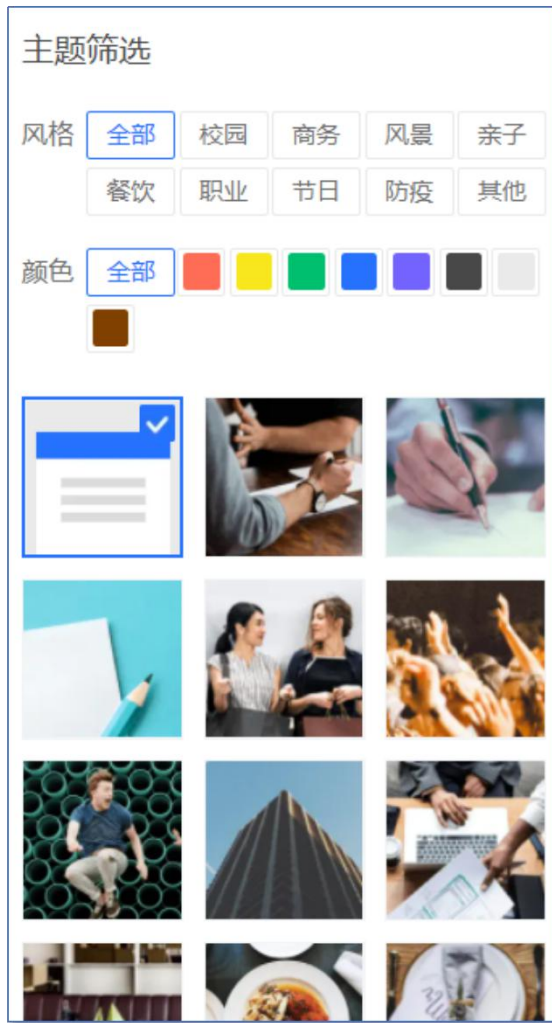 主题筛选
风格 全部 校园 商务 风景 亲子
餐饮 职业 节日 防疫 其他
颜色 全部